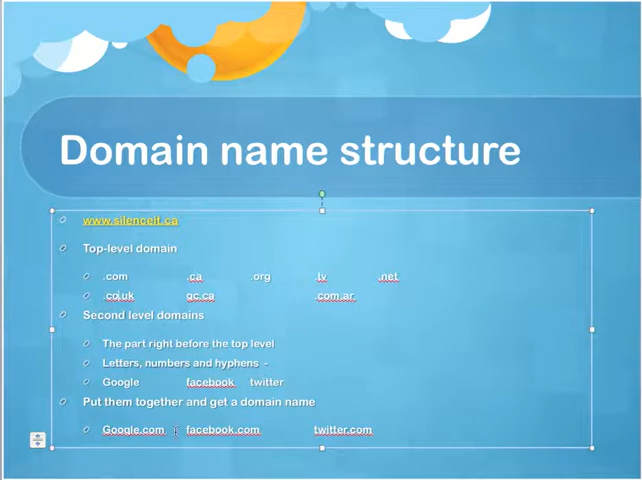 Domain name structure
www.silenceit.ca
Top-level domain
.com .ca .org .tv .net
.co.uk gc.ca .com.ar
Second level domains
The part right before the top level
Letters, numbers and hyphens -
Google facebook twitter
Put them together and get a domain name
Google.com facebook.com twitter.com